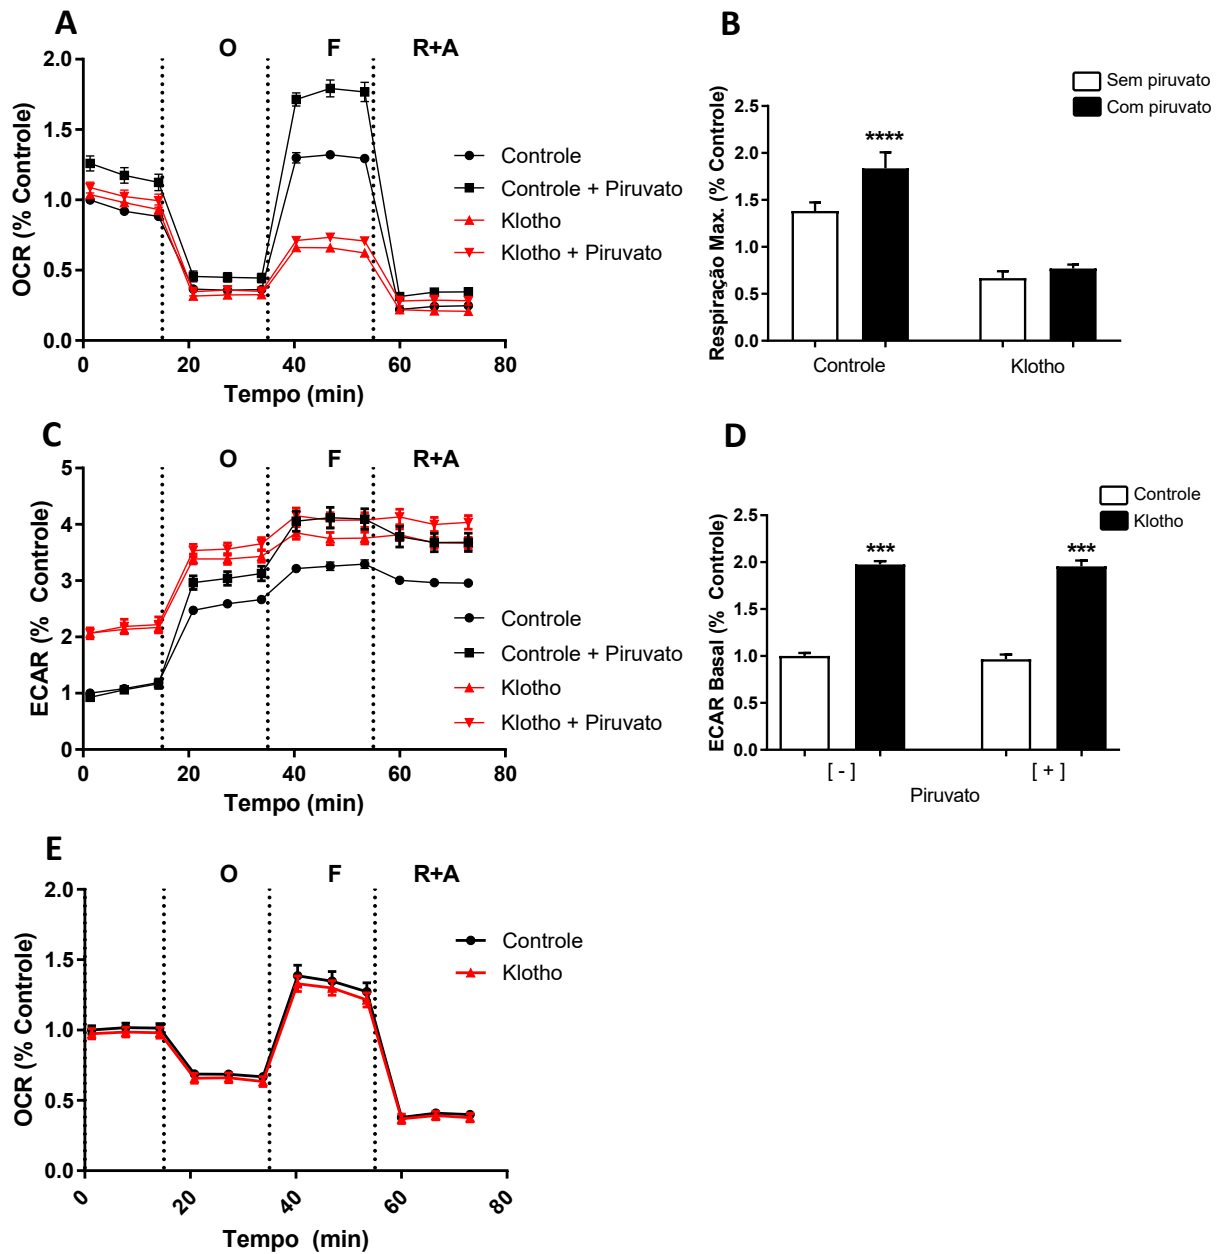 A
O F R+A
OCR (% Controle)
2.0
1.5
1.0
0.5
0.0
0 20 40 60 80
Tempo (min)
Controle
Controle + Piruvato
Klotho
Klotho + Piruvato
B
Sem piruvato
Com piruvato
Respiração Max. (% Controle)
2.5
2.0
1.5
1.0
0.5
0.0
****
Controle Klotho
C
O F R+A
ECAR (% Controle)
5
4
3
2
1
0
0 20 40 60 80
Tempo (min)
Controle
Controle + Piruvato
Klotho
Klotho + Piruvato
D
Controle
Klotho
ECAR Basal (% Controle)
2.5
2.0
1.5
1.0
0.5
0.0
*** ***
[ - ] [ + ]
Piruvato
E
O F R+A
OCR (% Controle)
2.0
1.5
1.0
0.5
0.0
0 20 40 60 80
Tempo (min)
Controle
Klotho